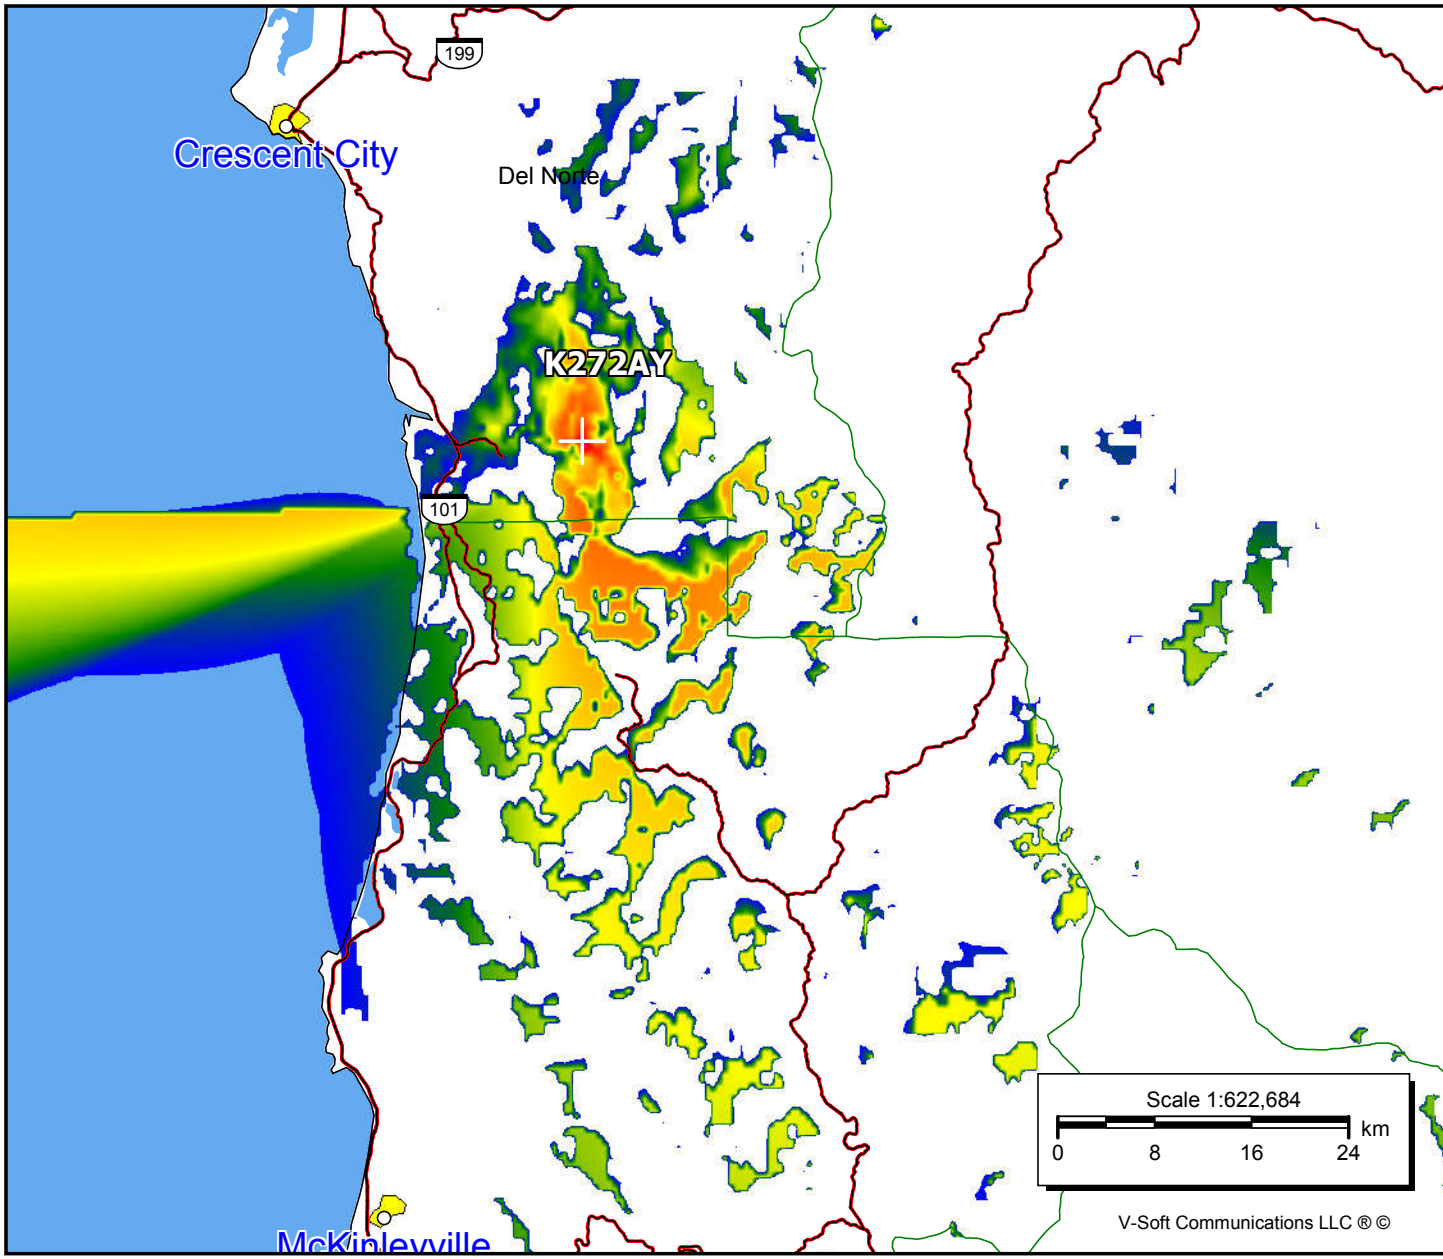 199
Crescent City
Del Norte
K272AY
101
Scale 1:622,684
km
0 8 16 24
V-Soft Communications LLC ® ©
McKinleyville